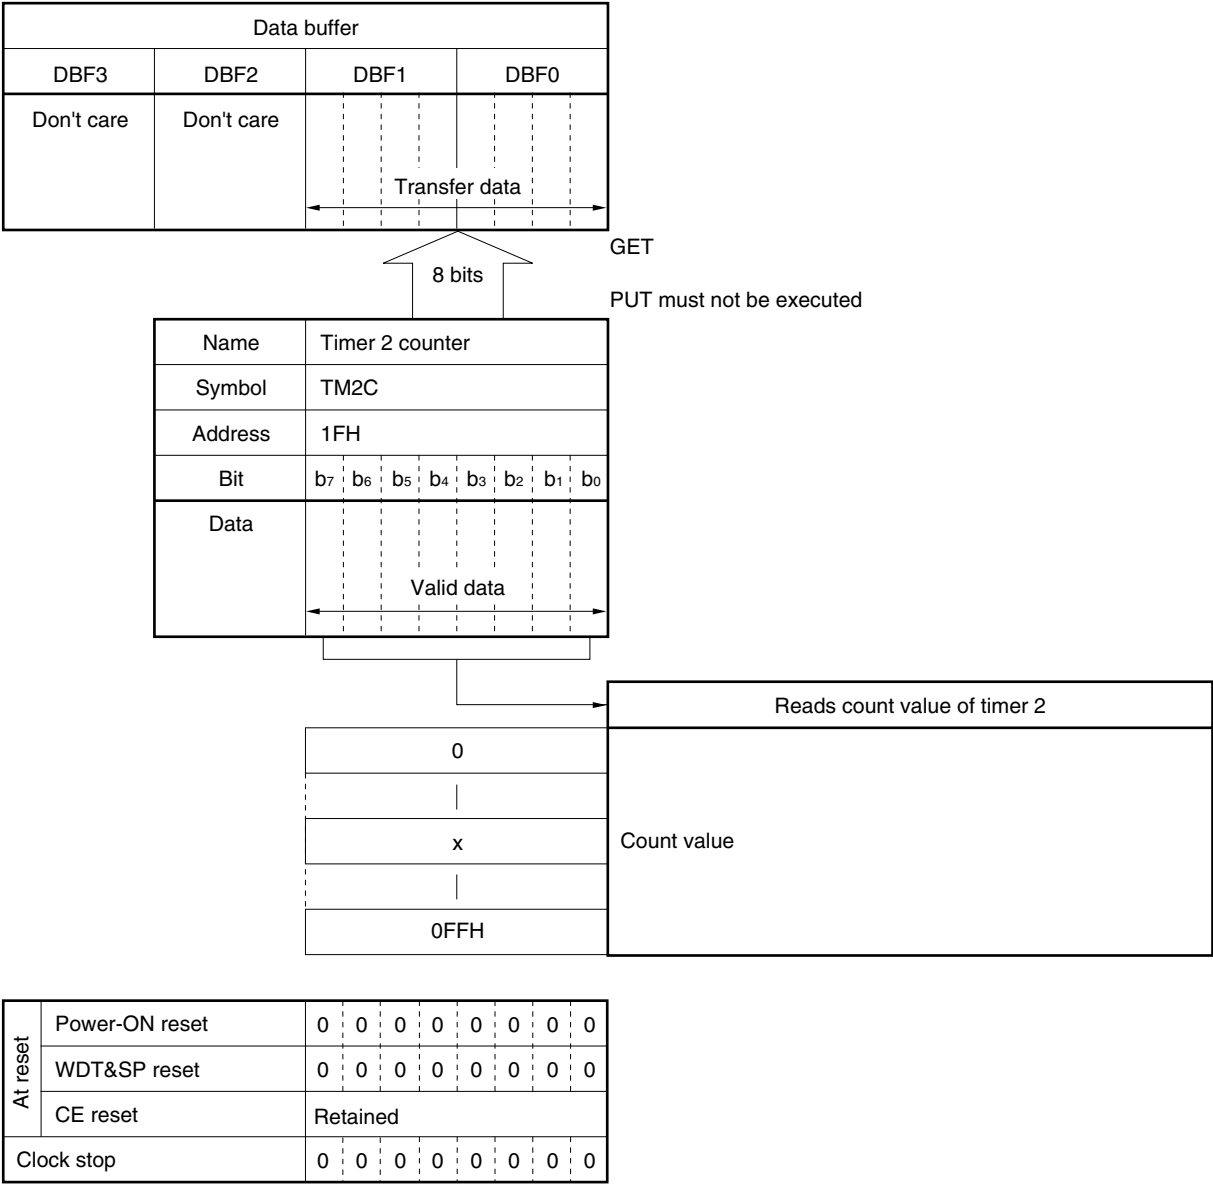 Data buffer
DBF3 DBF2 DBF1 DBF0
Don't care Don't care
Transfer data
GET
8 bits
PUT must not be executed
Name Timer 2 counter
Symbol TM2C
Address 1FH
Bit b7 b6 b5 b4 b3 b2 b1 b0
Data
Valid data
Reads count value of timer 2
0
x
Count value
0FFH
At reset
Power-ON reset 0 0 0 0 0 0 0 0
WDT&SP reset 0 0 0 0 0 0 0 0
CE reset Retained
Clock stop 0 0 0 0 0 0 0 0